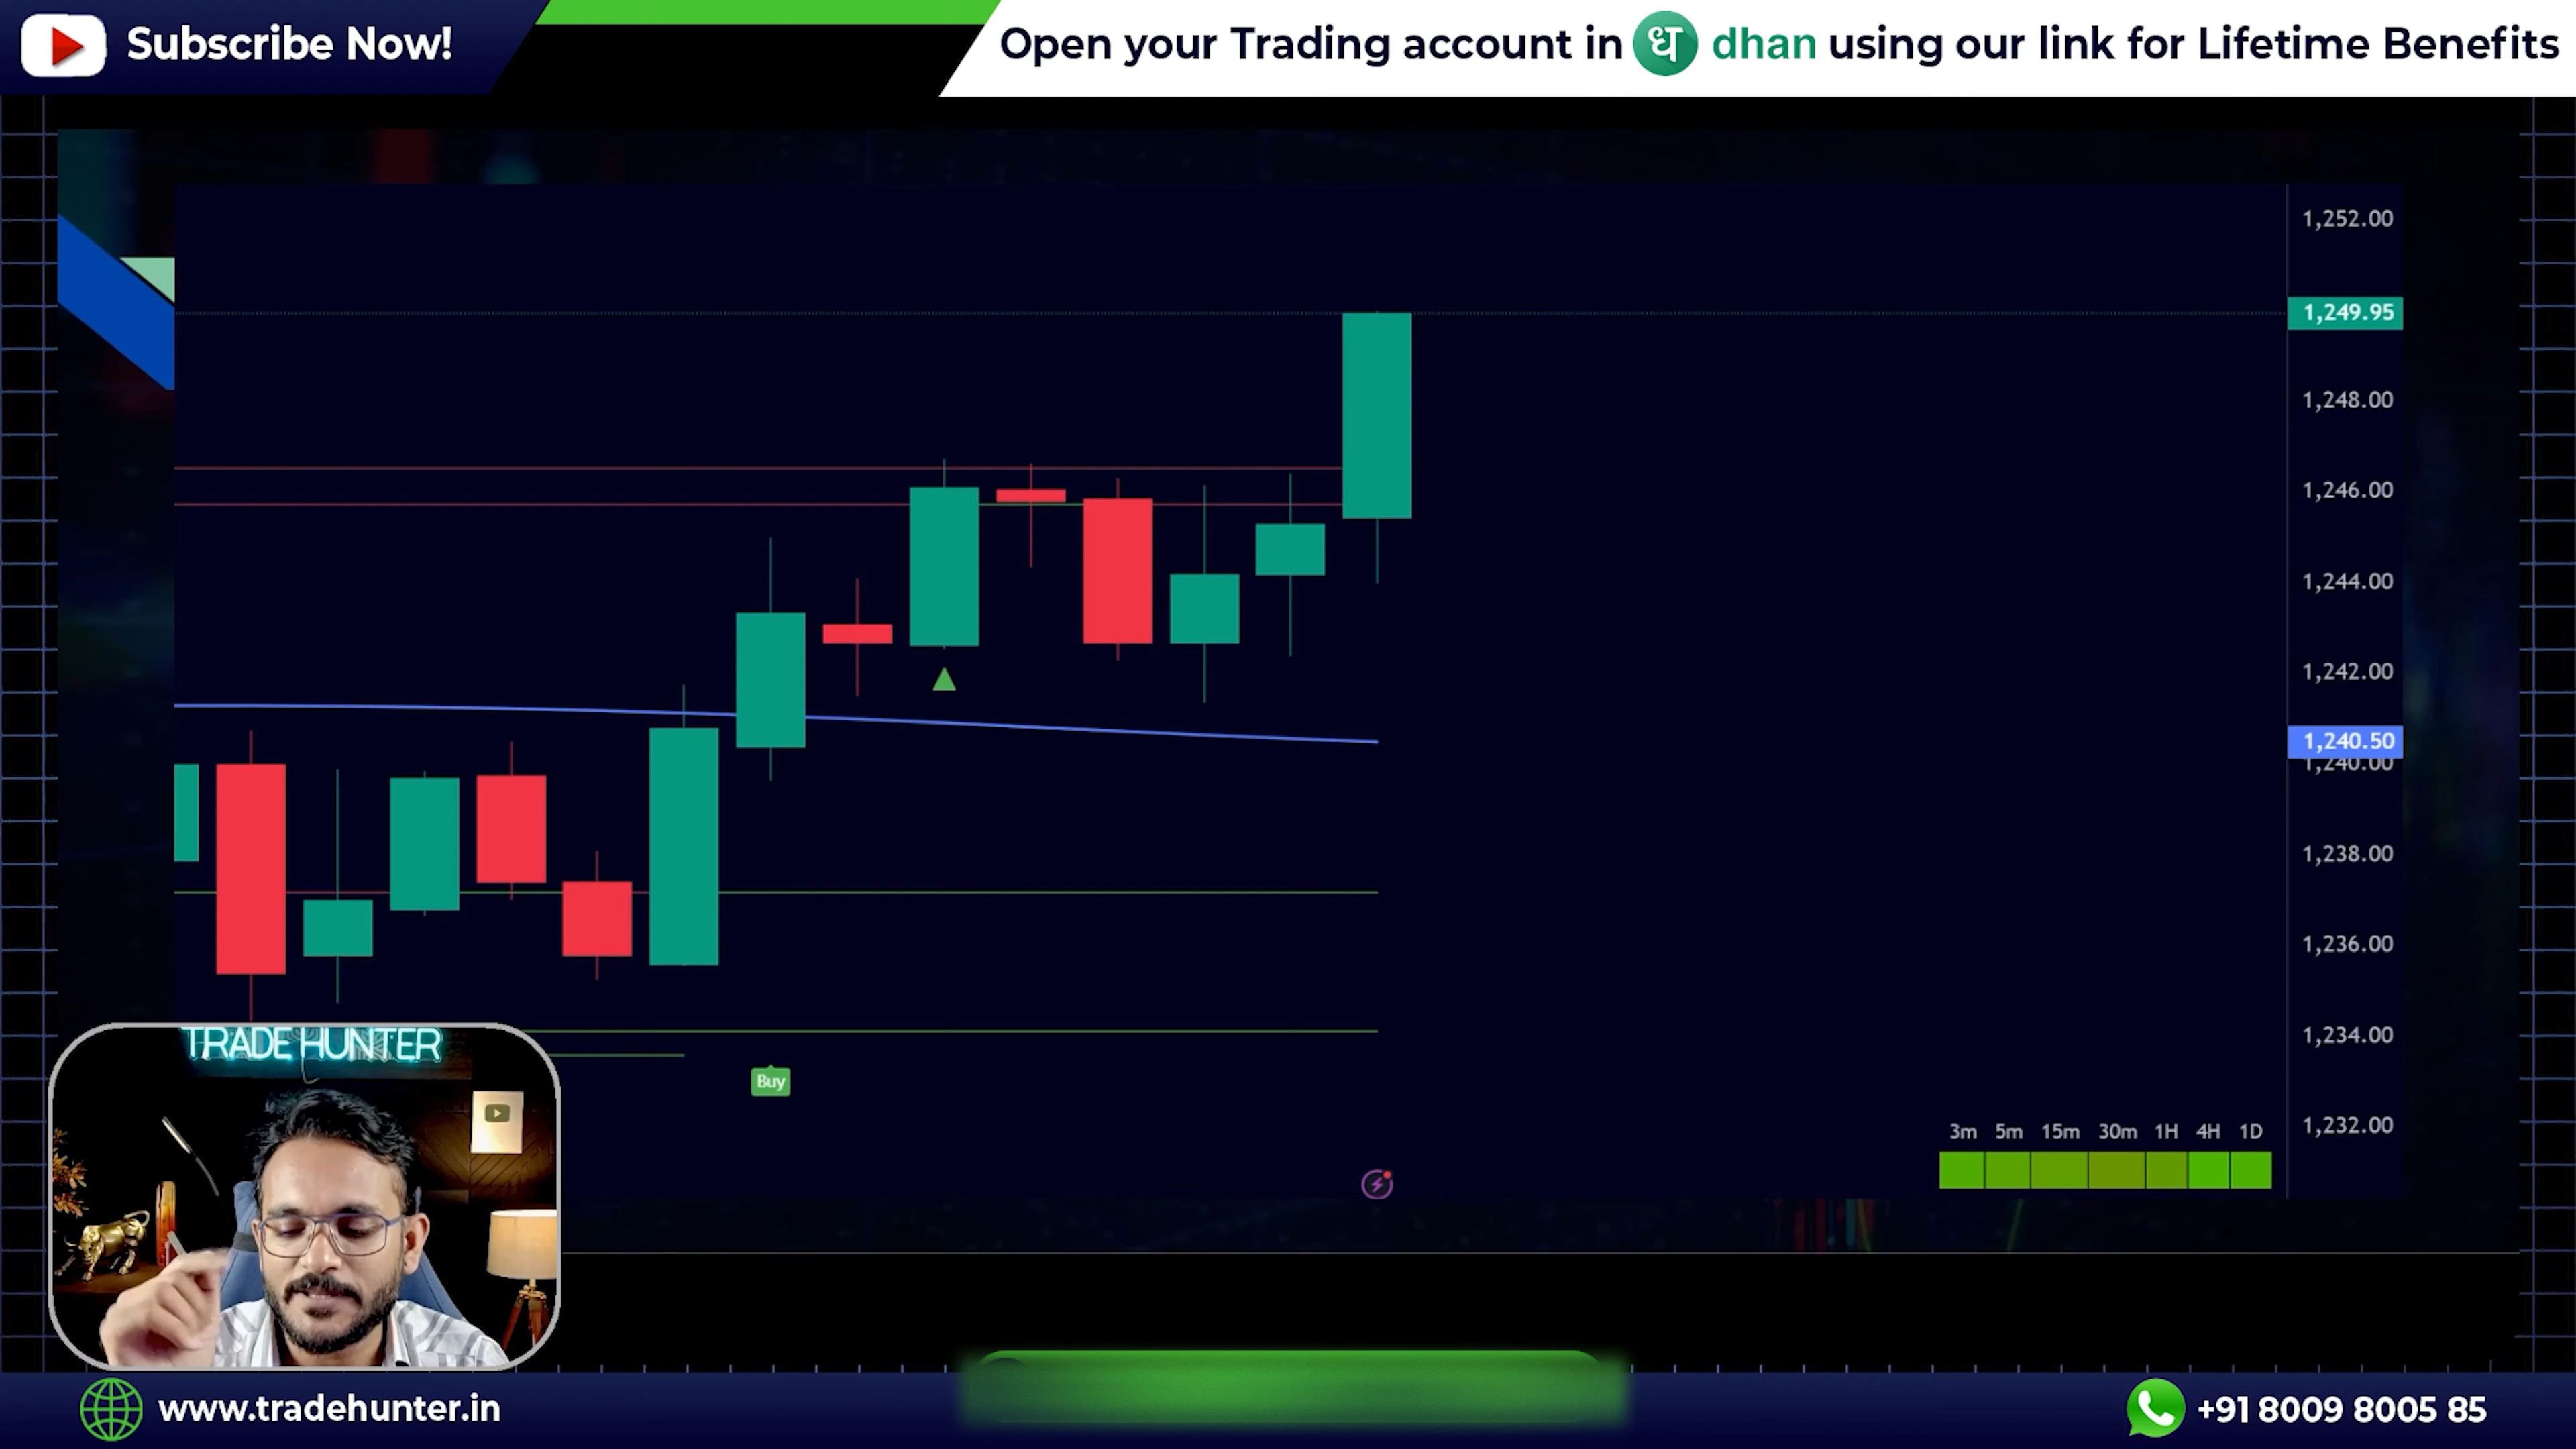 Subscribe Now!
Open your Trading account in ध dhan using our link for Lifetime Benefits
1,252.00
1,249.95
1,248.00
1,246.00
1,244.00
1,242.00
1,240.50
1,240.00
1,238.00
1,236.00
1,234.00
1,232.00
Buy
3m 5m 15m 30m 1H 4H 1D
TRADE HUNTER
www.tradehunter.in
+91 8009 8005 85